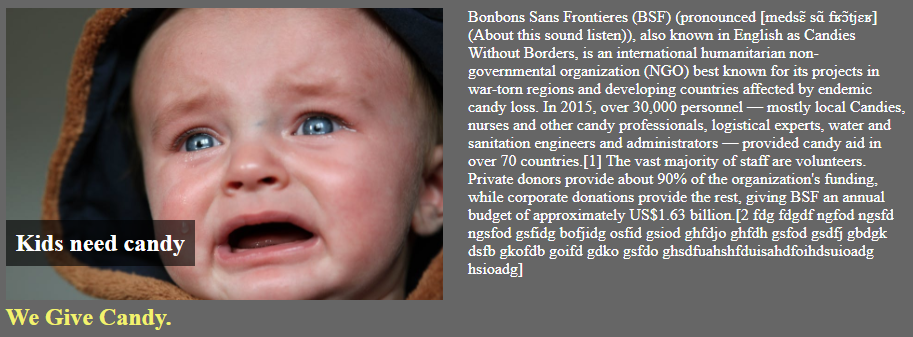 Kids need candy
We Give Candy.
Bonbons Sans Frontieres (BSF) (pronounced [medsɛ̃ sɑ̃ fʁɔ̃tjɛʁ]
(About this sound listen)), also known in English as Candies
Without Borders, is an international humanitarian non-
governmental organization (NGO) best known for its projects in
war-torn regions and developing countries affected by endemic
candy loss. In 2015, over 30,000 personnel — mostly local Candies,
nurses and other candy professionals, logistical experts, water and
sanitation engineers and administrators — provided candy aid in
over 70 countries.[1] The vast majority of staff are volunteers.
Private donors provide about 90% of the organization's funding,
while corporate donations provide the rest, giving BSF an annual
budget of approximately US$1.63 billion.[2 fdg fdgdf ngfod ngsfd
ngsfod gsfidg bofjidg osfid gsiod ghfdjo ghfdh gsfod gsdfj gbdgk
dsfb gkofdb goifd gdko gsfdo ghsdfuahshfduisahdfoihdsuioadg
hsioadg]